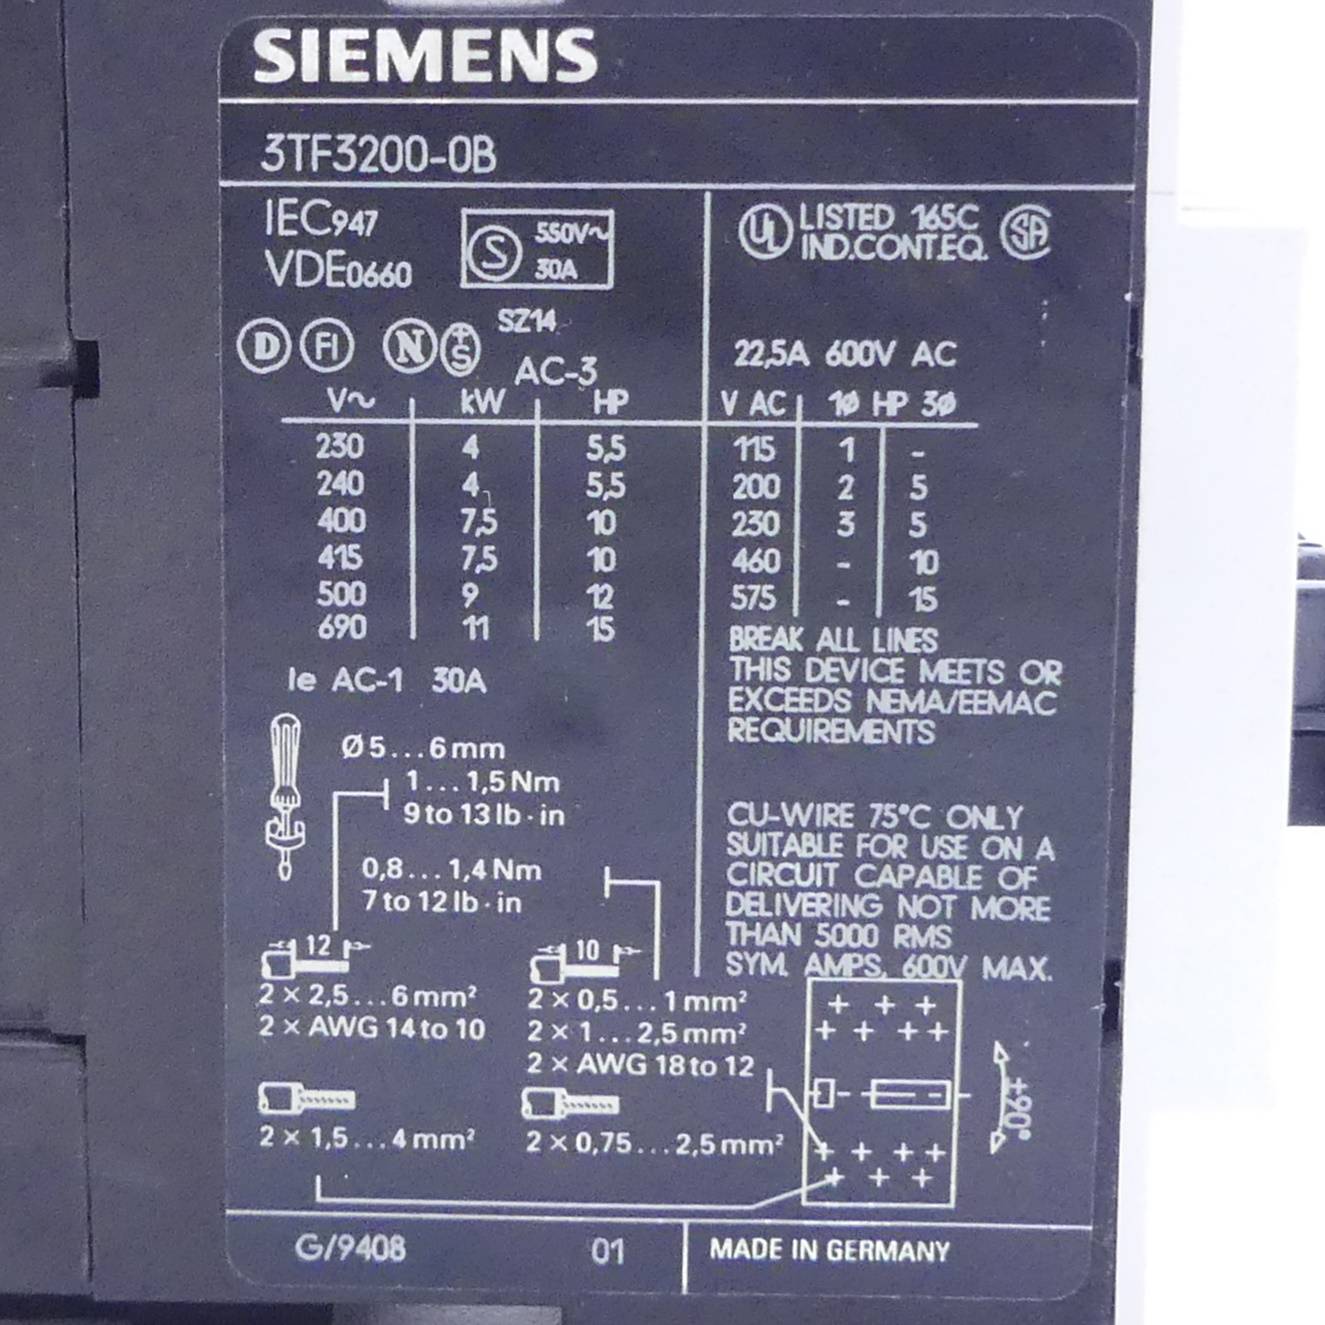 SIEMENS
3TF3200-0B
IEC947
VDE0660
S 550V~
30A
SZ14
D FI N +S
AC-3
V~ kW HP
230 4 5,5
240 4 5,5
400 7,5 10
415 7,5 10
500 9 12
690 11 15
Ie AC-1 30A
Ø5...6mm
1...1,5Nm
9 to 13 lb·in
0,8...1,4Nm
7 to 12 lb·in
12
2 × 2,5...6mm²
2 × AWG 14 to 10
2 × 1,5...4mm²
10
2 × 0,5...1mm²
2 × 1...2,5mm²
2 × AWG 18 to 12
2 × 0,75...2,5mm²
UL LISTED 165C SA
IND.CONT.EQ.
22,5A 600V AC
V AC 1Ø HP 3Ø
115 1 -
200 2 5
230 3 5
460 - 10
575 - 15
BREAK ALL LINES
THIS DEVICE MEETS OR
EXCEEDS NEMA/EEMAC
REQUIREMENTS
CU-WIRE 75°C ONLY
SUITABLE FOR USE ON A
CIRCUIT CAPABLE OF
DELIVERING NOT MORE
THAN 5000 RMS
SYM. AMPS, 600V MAX.
+90°
G/9408 01 MADE IN GERMANY